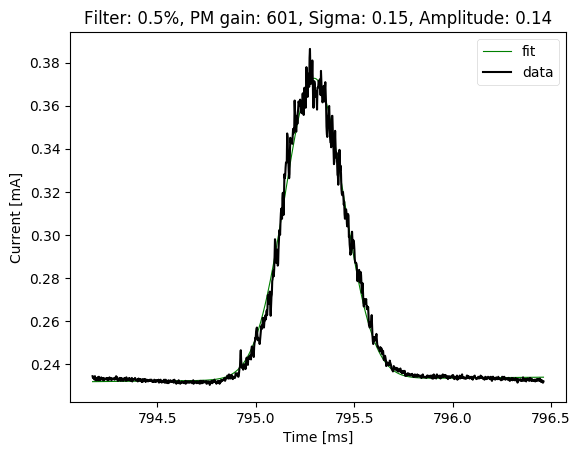 Filter: 0.5%, PM gain: 601, Sigma: 0.15, Amplitude: 0.14
fit
data
0.38
0.36
0.34
0.32
0.30
0.28
0.26
0.24
Current [mA]
794.5 795.0 795.5 796.0 796.5
Time [ms]